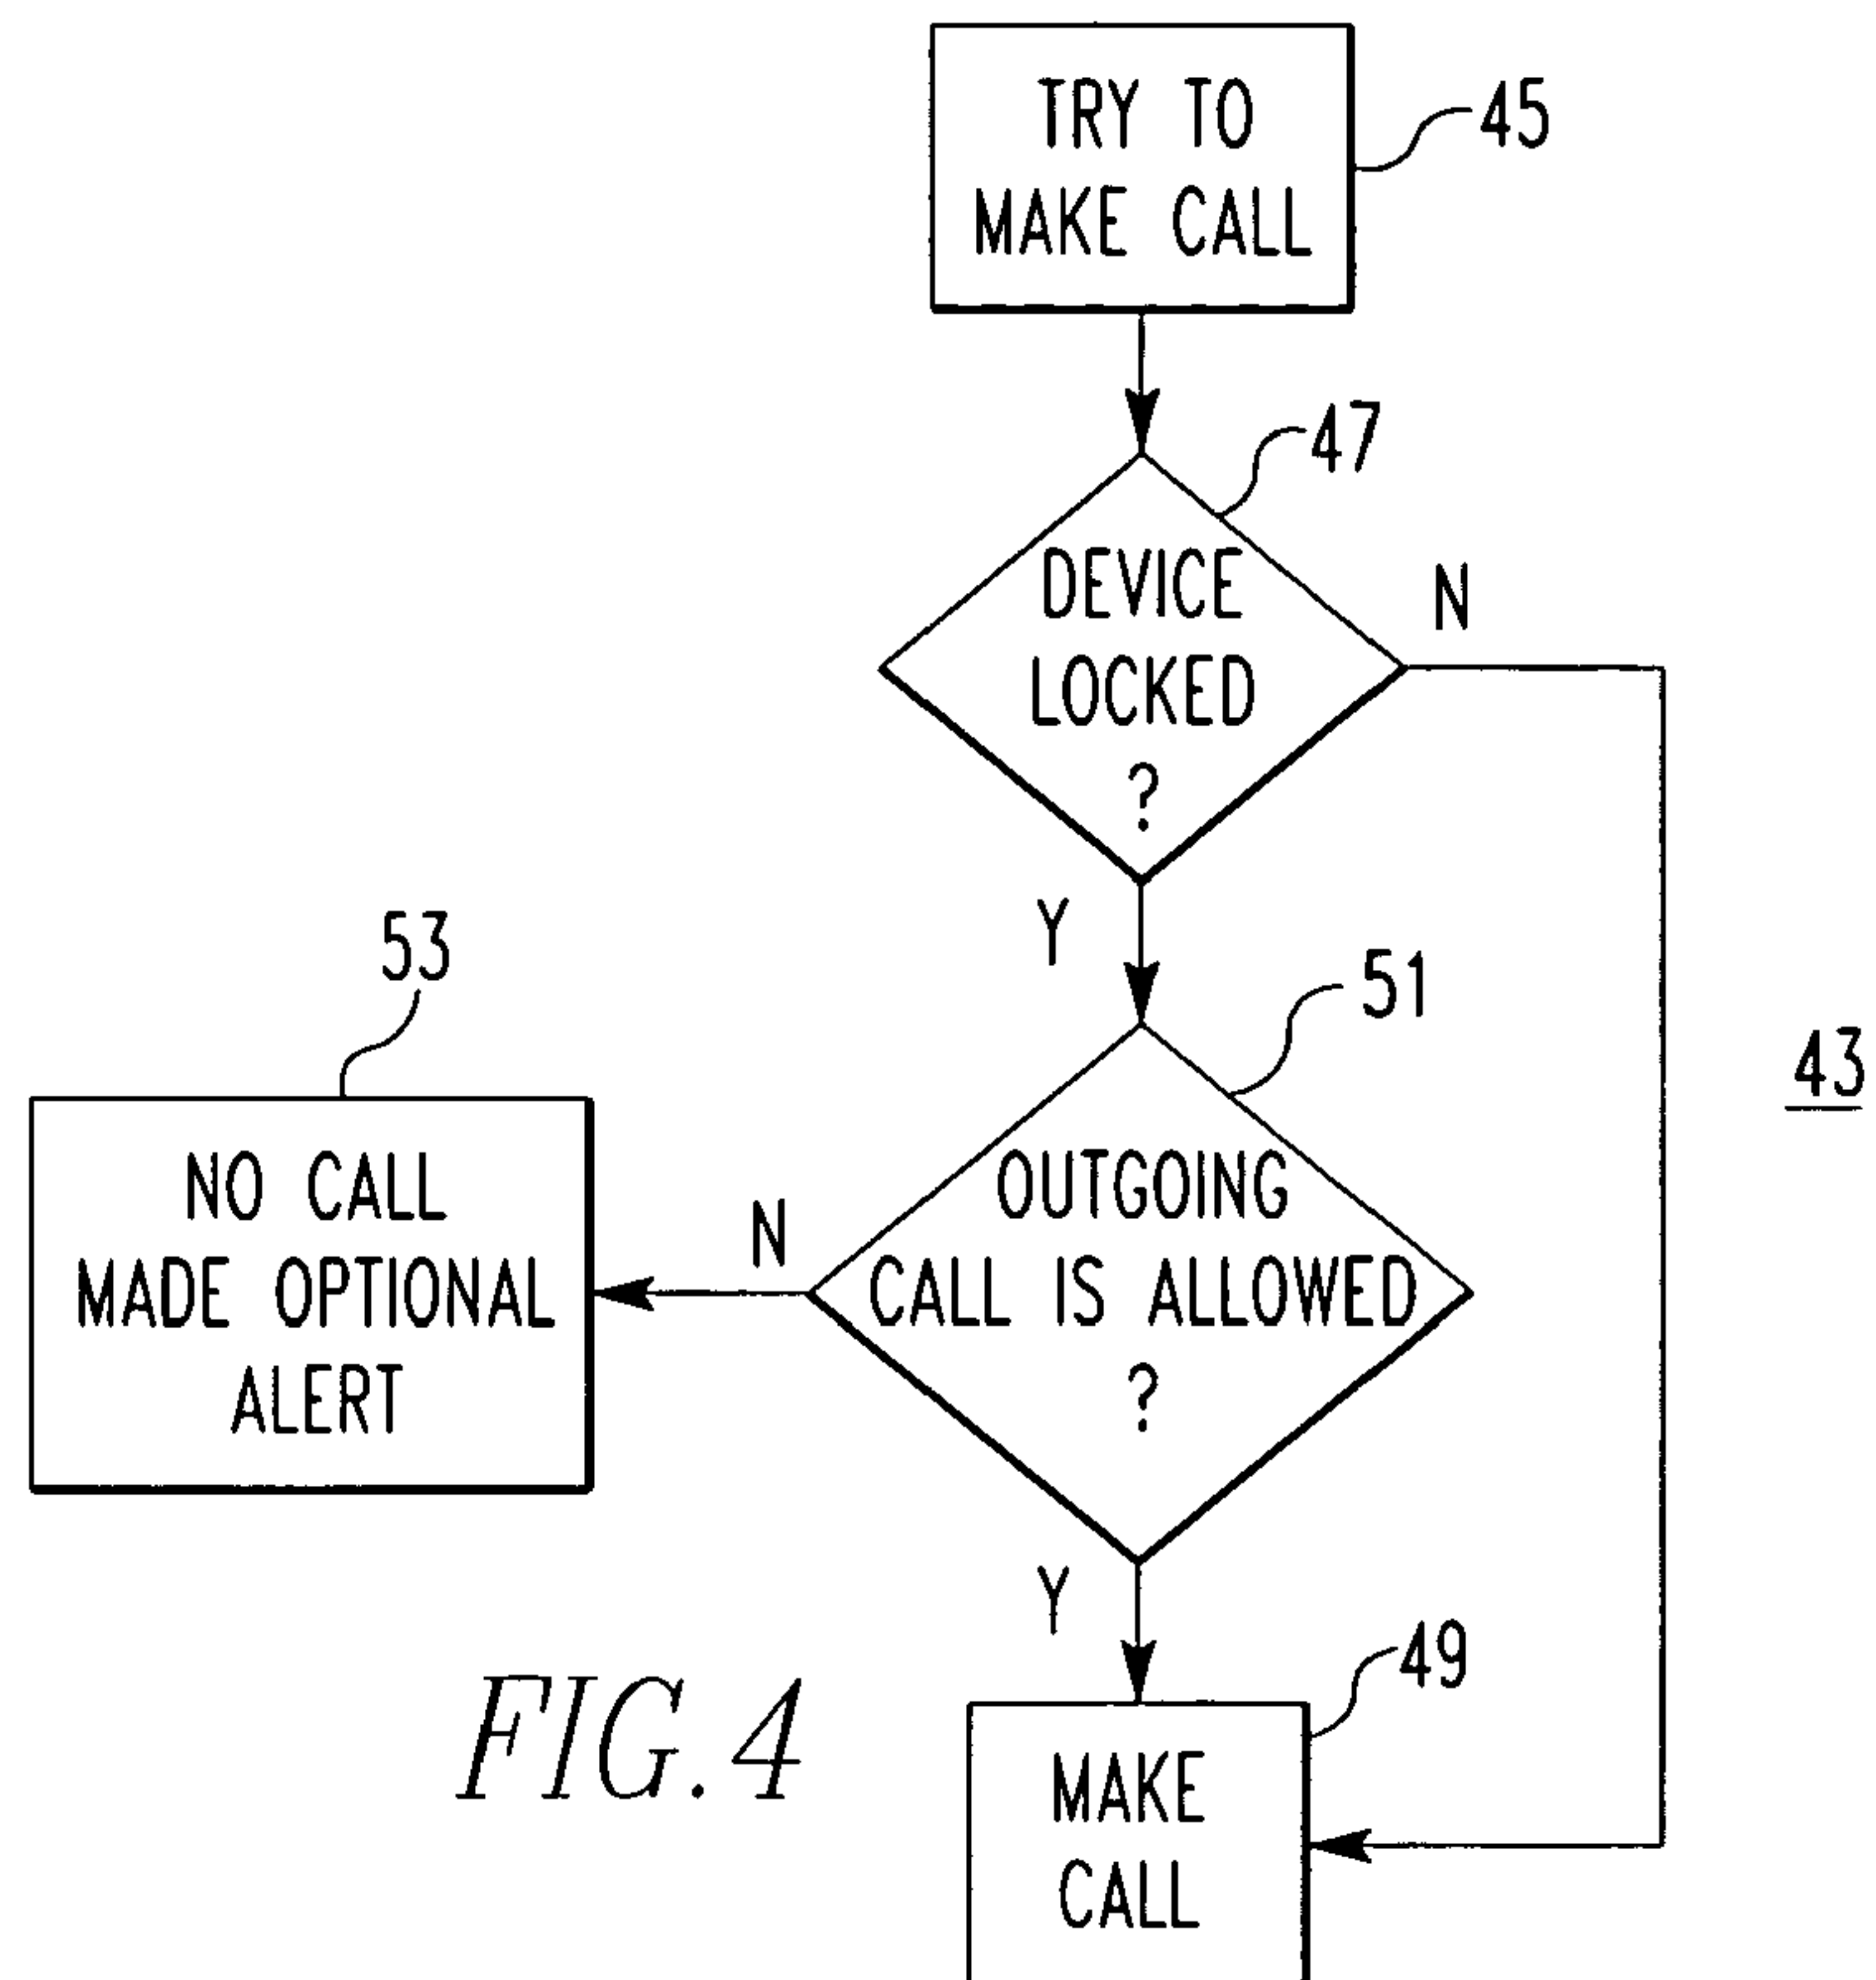 TRY TO
MAKE CALL
45
47
DEVICE
LOCKED
?
N
Y
53
51
43
NO CALL
MADE OPTIONAL
ALERT
N
OUTGOING
CALL IS ALLOWED
?
Y
49
FIG. 4
MAKE
CALL